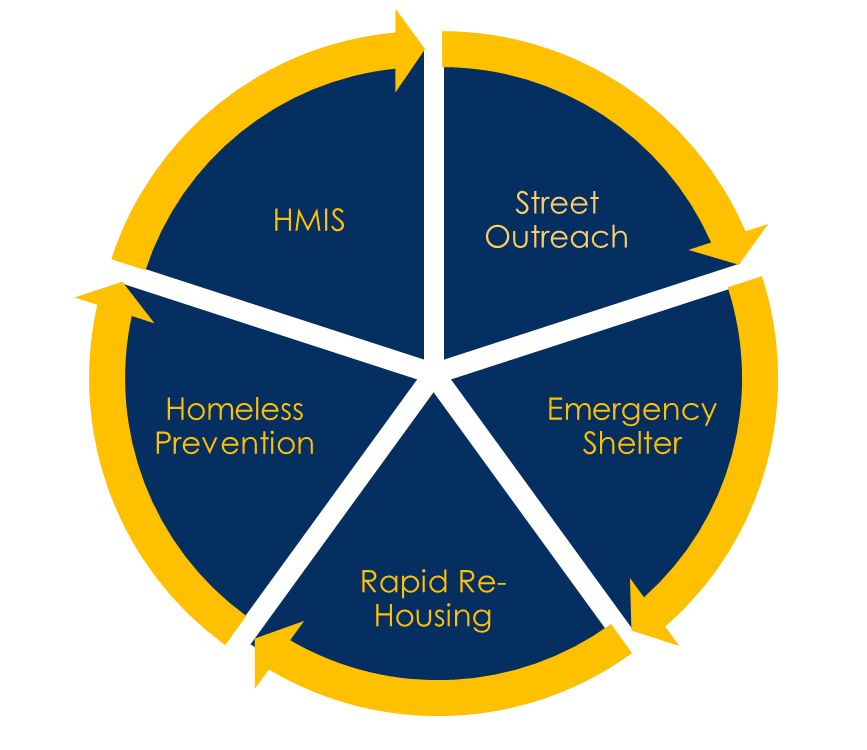 HMIS
Street
Outreach
Homeless
Prevention
Emergency
Shelter
Rapid Re-
Housing